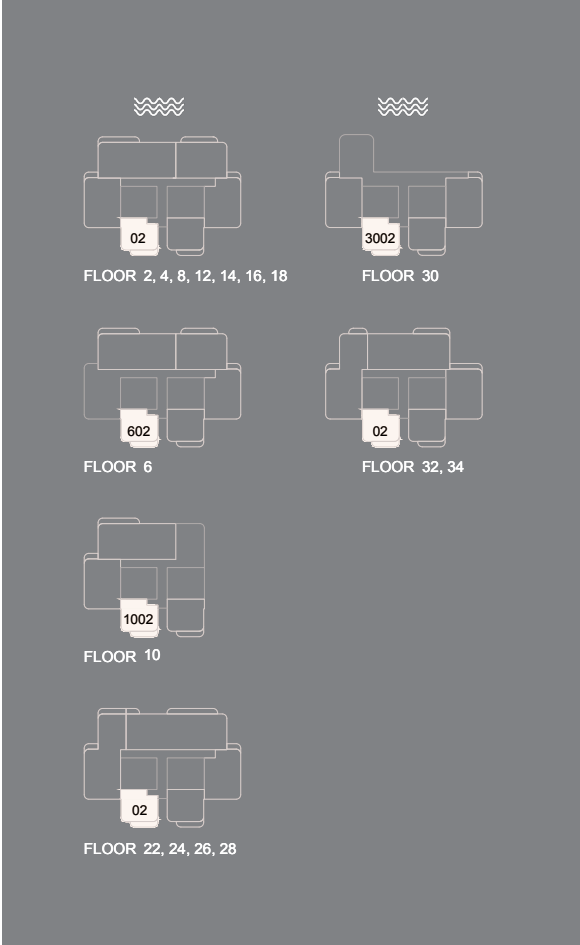 02
FLOOR 2, 4, 8, 12, 14, 16, 18
3002
FLOOR 30
602
FLOOR 6
02
FLOOR 32, 34
1002
FLOOR 10
02
FLOOR 22, 24, 26, 28